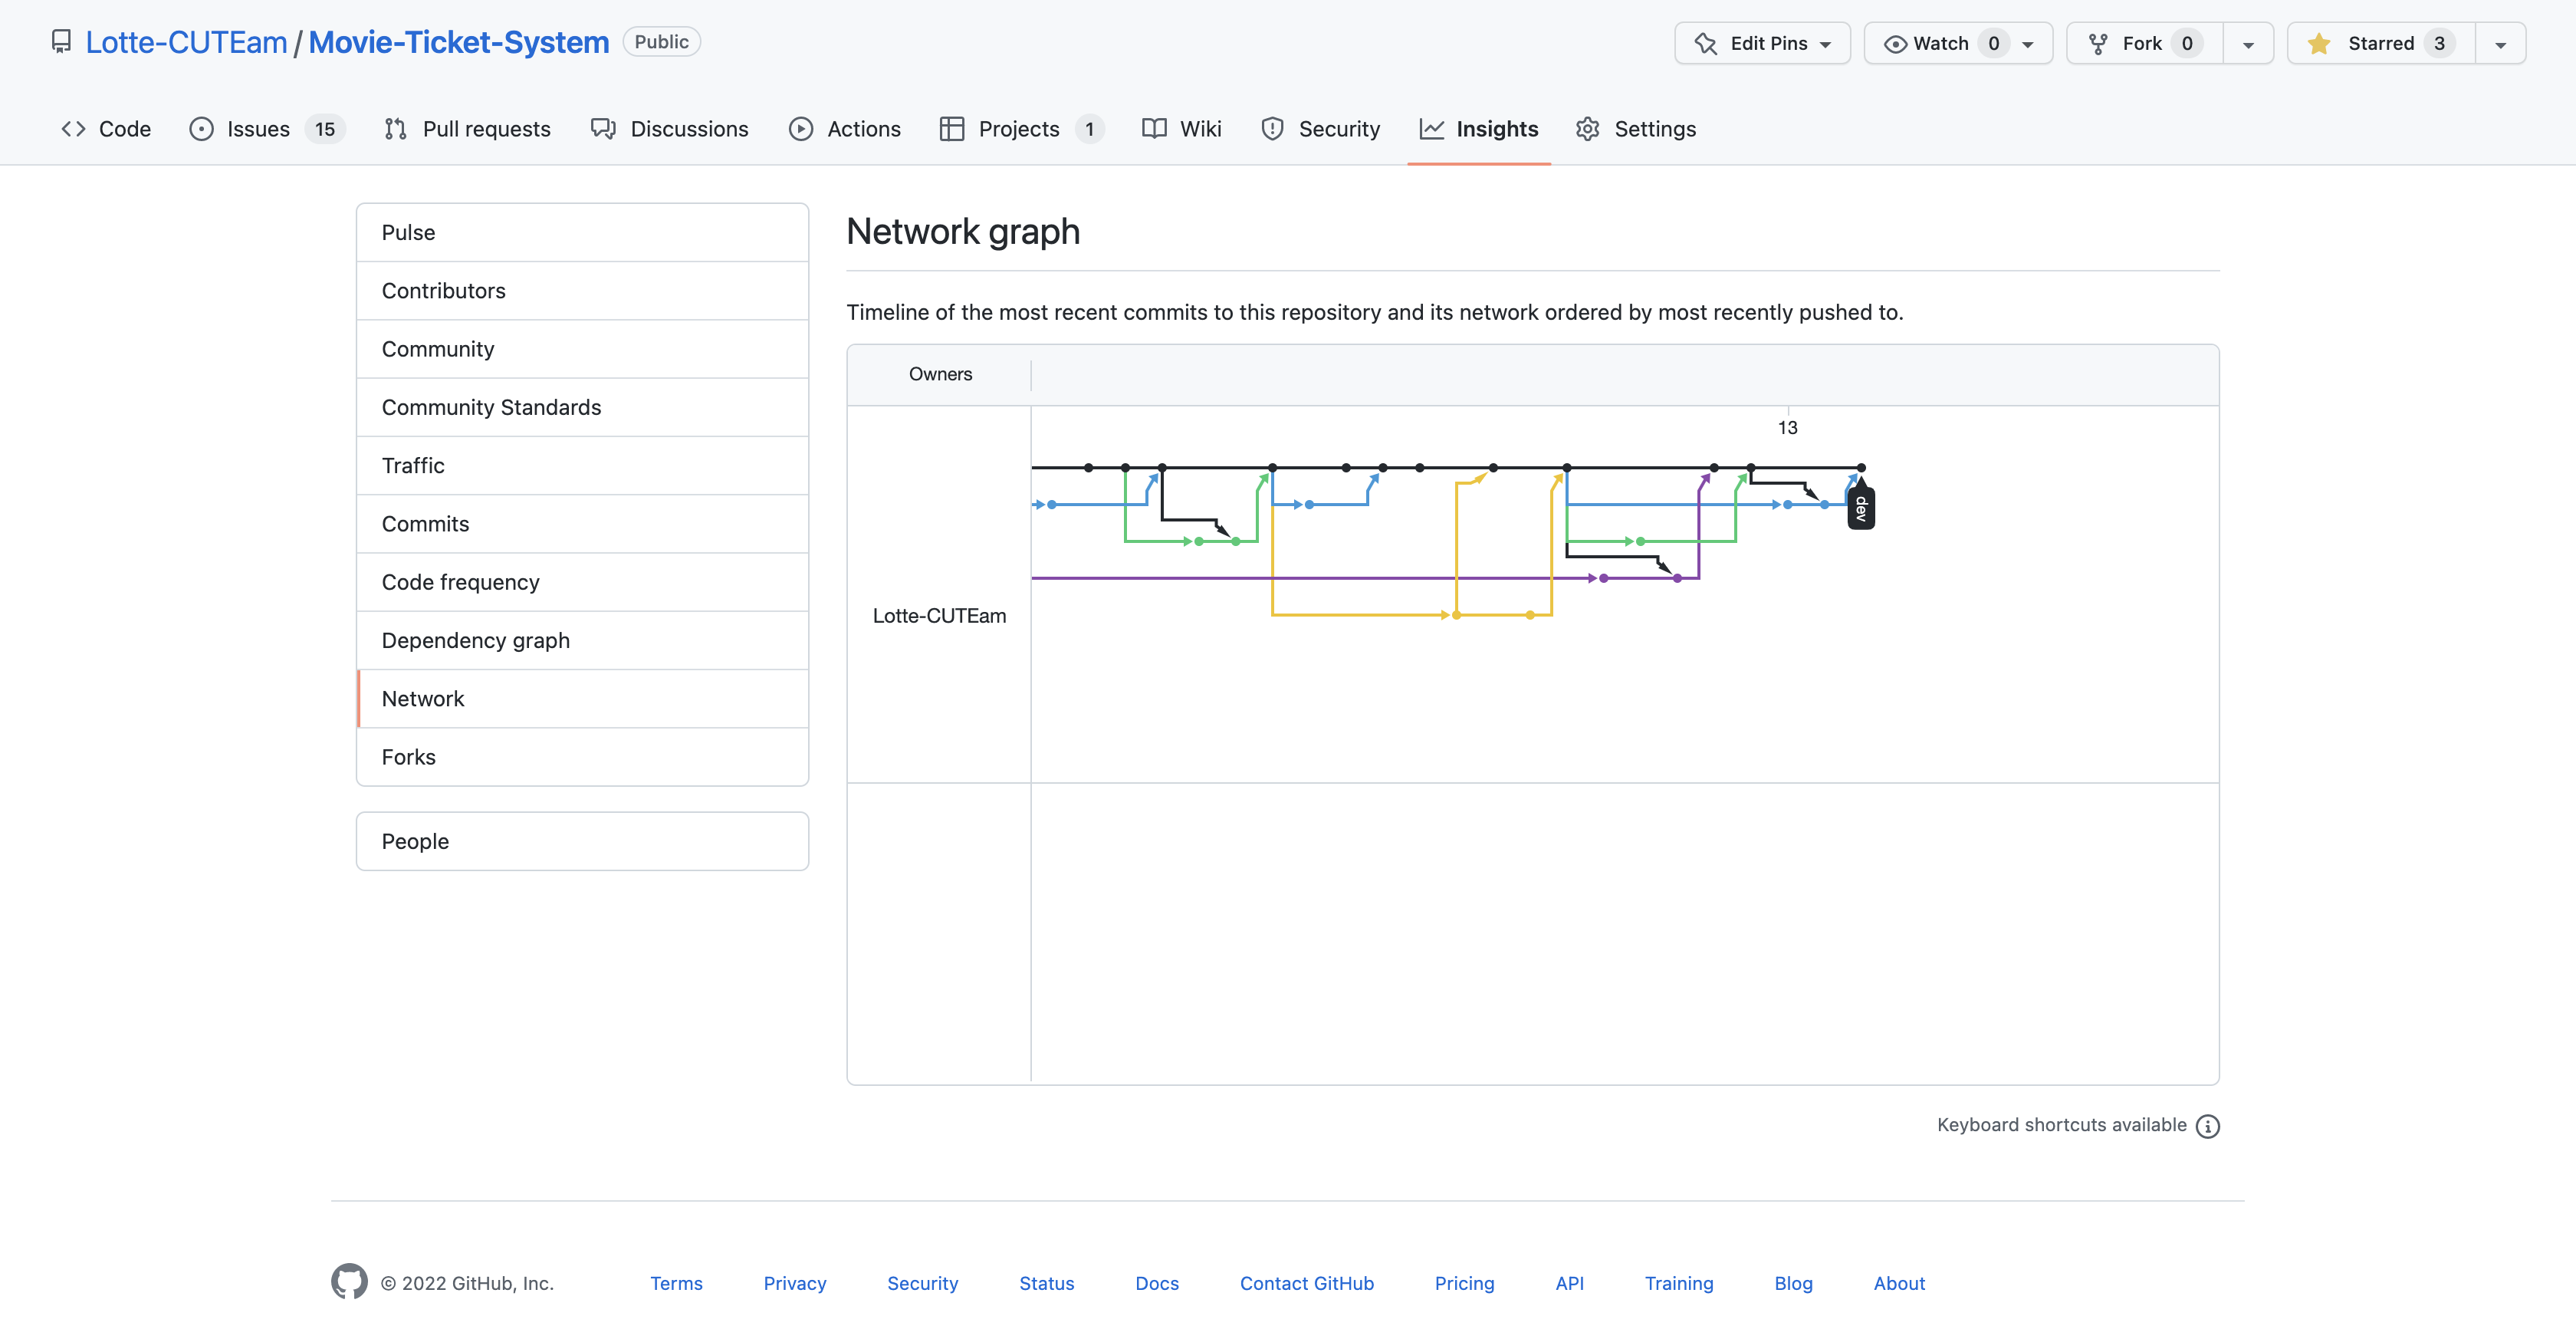 Lotte-CUTEam / Movie-Ticket-System Public
Edit Pins Watch 0 Fork 0 Starred 3
Code Issues 15 Pull requests Discussions Actions Projects 1 Wiki Security Insights Settings
Pulse
Contributors
Community
Community Standards
Traffic
Commits
Code frequency
Dependency graph
Network
Forks
People
Network graph
Timeline of the most recent commits to this repository and its network ordered by most recently pushed to.
Owners
13
dev
Lotte-CUTEam
Keyboard shortcuts available
© 2022 GitHub, Inc. Terms Privacy Security Status Docs Contact GitHub Pricing API Training Blog About